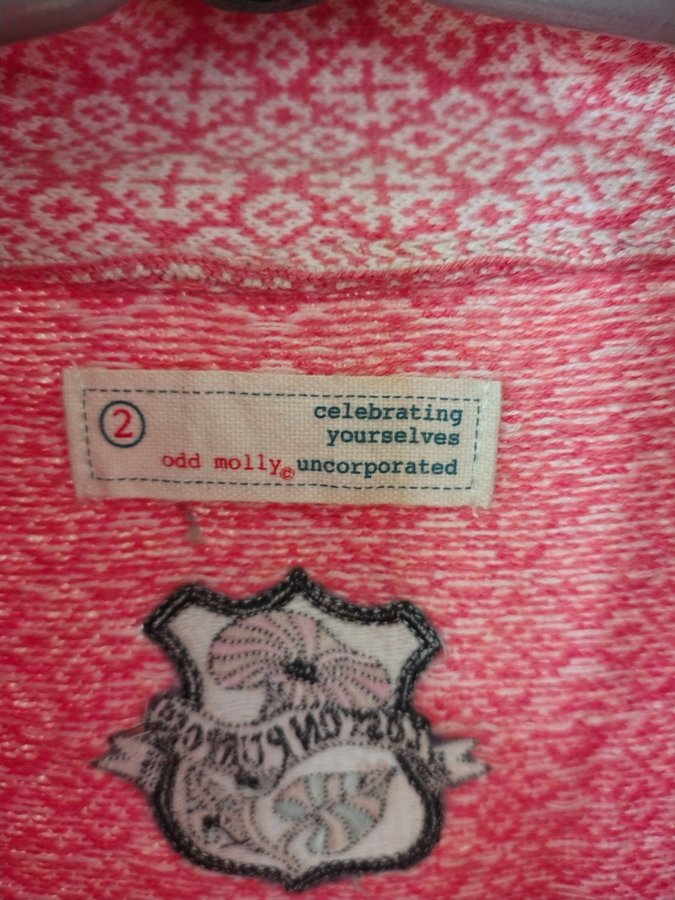 2
celebrating
yourselves
odd molly© uncorporated